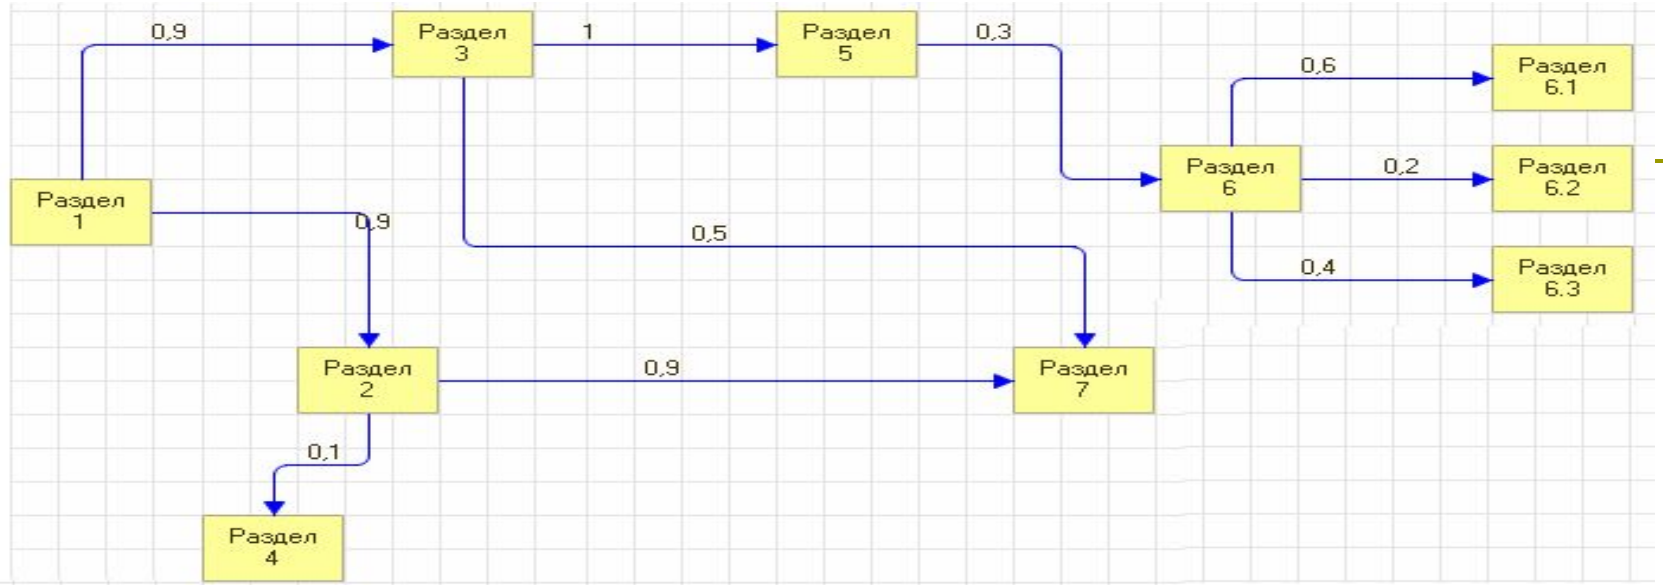 0,9
Раздел
3
1
Раздел
5
0,3
0,6
Раздел
6.1
Раздел
1
0,9
0,5
Раздел
6
0,2
Раздел
6.2
0,4
Раздел
6.3
Раздел
2
0,9
Раздел
7
0,1
Раздел
4